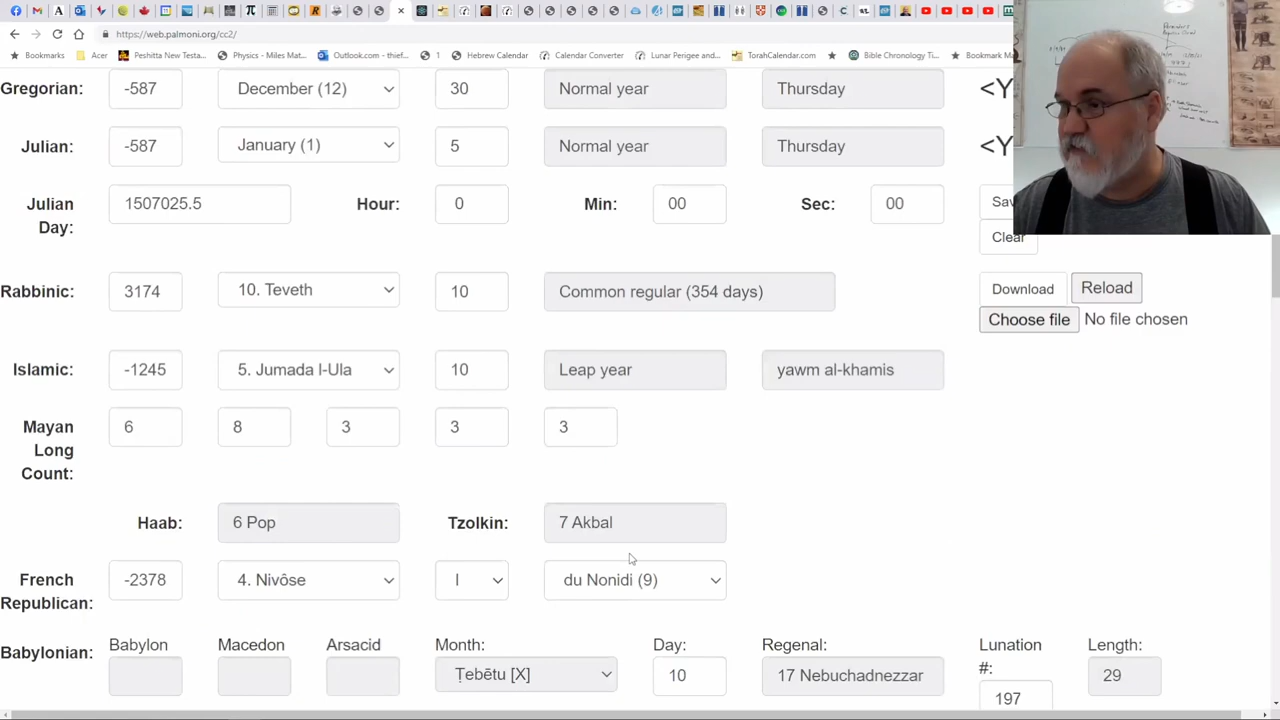 https://web.palmoni.org/cc2/
Bookmarks Acer Peshitta New Testa... Physics - Miles Mat... Outlook.com - thief... 1 Hebrew Calendar Calendar Converter Lunar Perigee and... TorahCalendar.com Bible Chronology Ti... Bookmark M
Gregorian: -587 December (12) 30 Normal year Thursday <Y
Julian: -587 January (1) 5 Normal year Thursday <Y
Julian Day: 1507025.5 Hour: 0 Min: 00 Sec: 00 Sav
Clear
Rabbinic: 3174 10. Teveth 10 Common regular (354 days) Download Reload
Choose file No file chosen
Islamic: -1245 5. Jumada l-Ula 10 Leap year yawm al-khamis
Mayan Long Count: 6 8 3 3 3
Haab: 6 Pop Tzolkin: 7 Akbal
French Republican: -2378 4. Nivôse I du Nonidi (9)
Babylonian: Babylon Macedon Arsacid Month: Day: Regenal: Lunation #: Length:
Ṭebētu [X] 10 17 Nebuchadnezzar 197 29